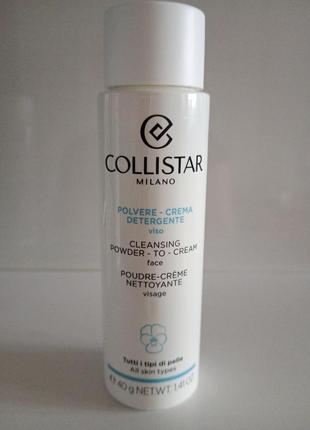 COLLISTAR
MILANO
POLVERE - CREMA
DETERGENTE
viso
CLEANSING
POWDER - TO - CREAM
face
POUDRE-CRÈME
NETTOYANTE
visage
Tutti i tipi di pelle
All skin types
40 g NET.WT. 1.41 OZ